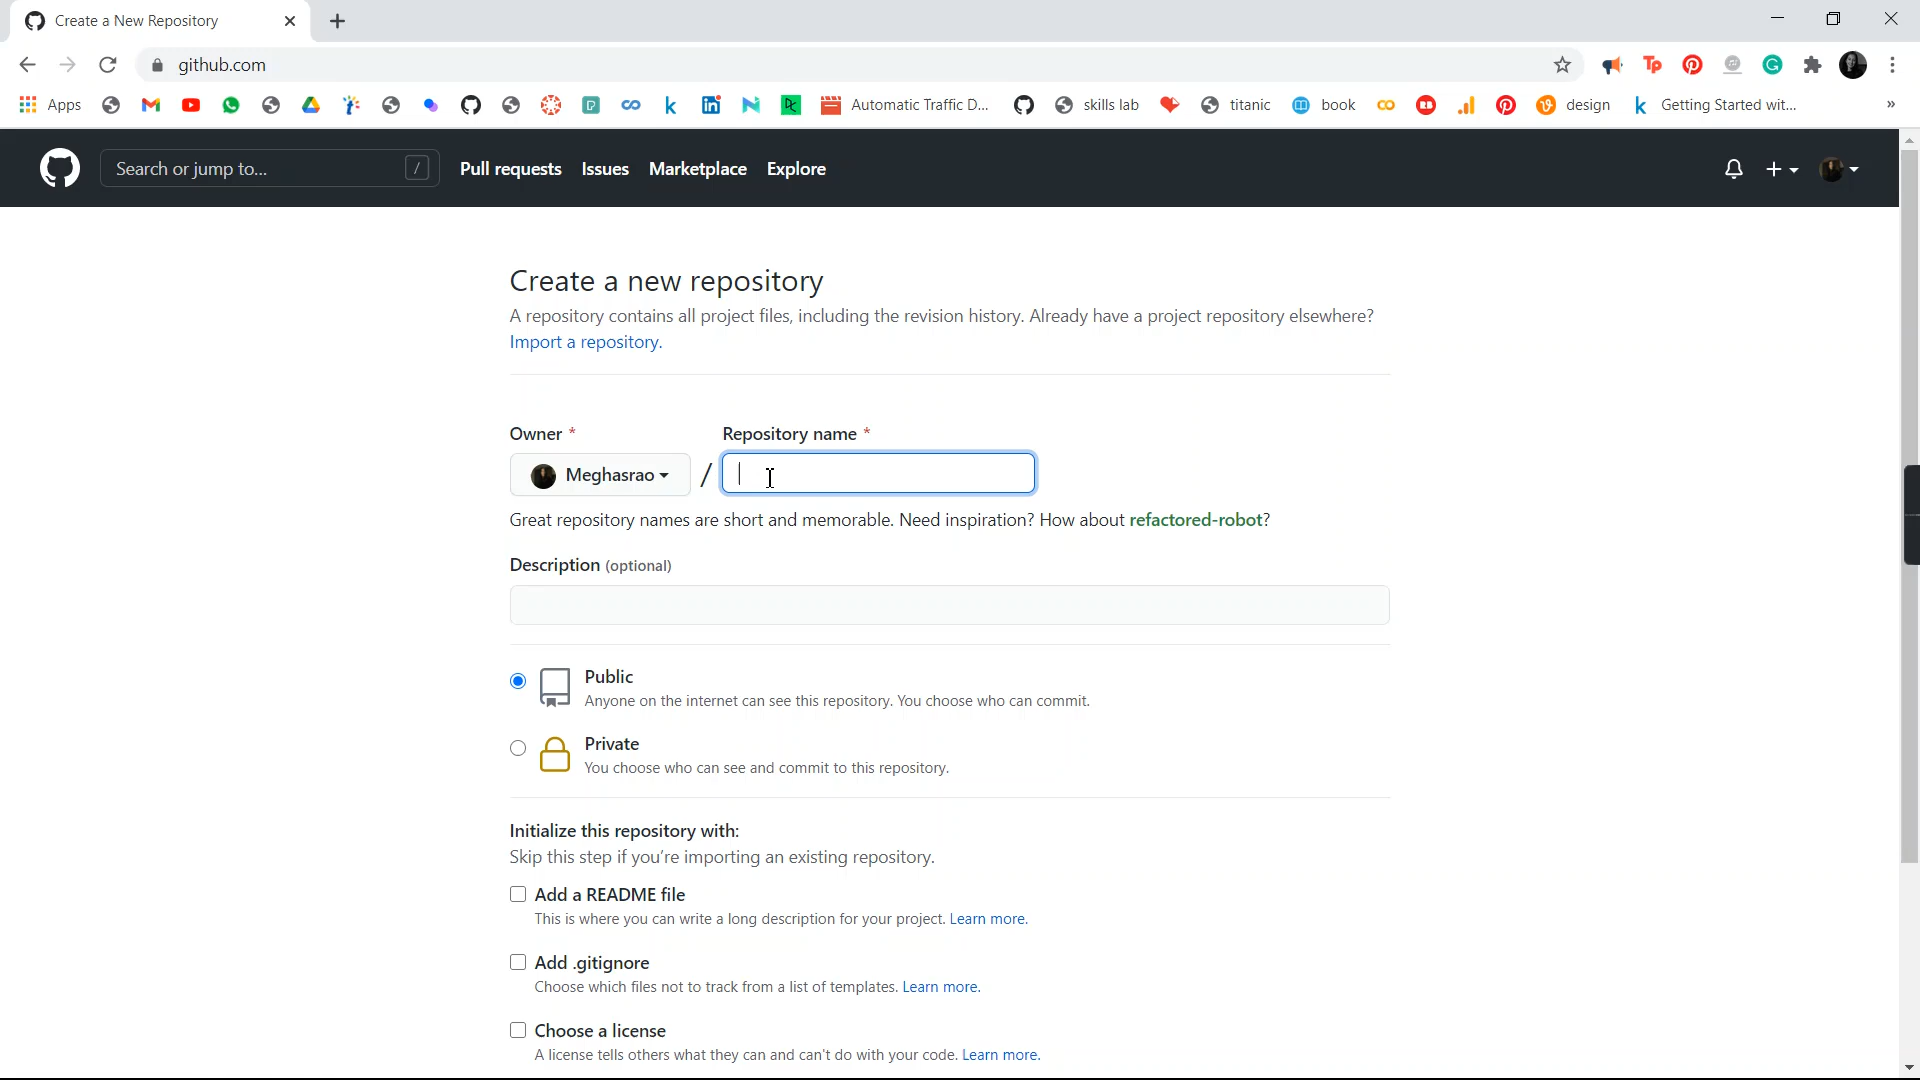 Create a New Repository
github.com
Apps Automatic Traffic D... skills lab titanic book design Getting Started wit... »
Search or jump to... / Pull requests Issues Marketplace Explore
Create a new repository
A repository contains all project files, including the revision history. Already have a project repository elsewhere?
Import a repository.
Owner * Repository name *
Meghasrao /
Great repository names are short and memorable. Need inspiration? How about refactored-robot?
Description (optional)
Public
Anyone on the internet can see this repository. You choose who can commit.
Private
You choose who can see and commit to this repository.
Initialize this repository with:
Skip this step if you're importing an existing repository.
Add a README file
This is where you can write a long description for your project. Learn more.
Add .gitignore
Choose which files not to track from a list of templates. Learn more.
Choose a license
A license tells others what they can and can't do with your code. Learn more.